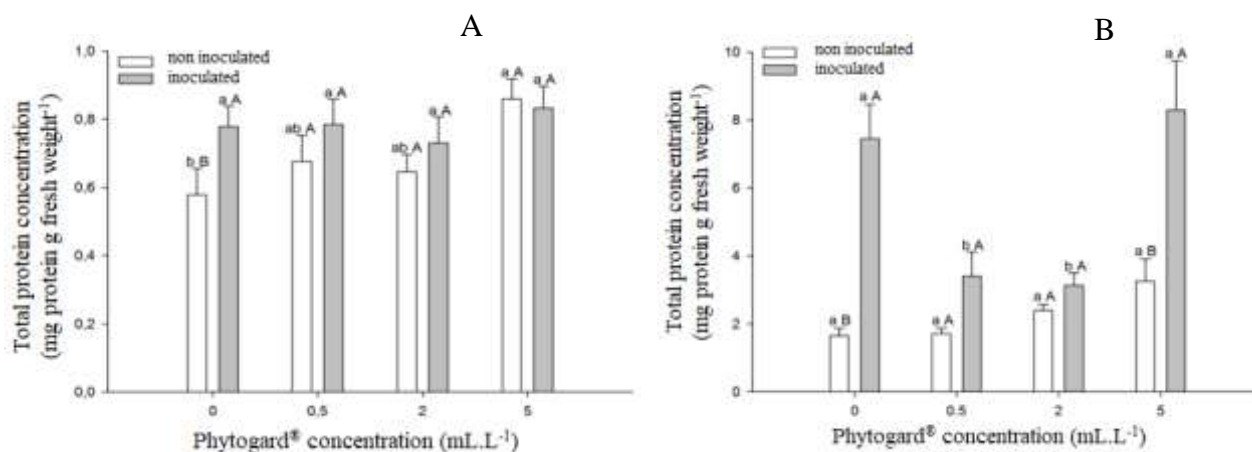 A
Total protein concentration
(mg protein g fresh weight⁻¹)
1,0
0,8
0,6
0,4
0,2
0,0
non inoculated
inoculated
b B
a A
ab A
a A
ab A
a A
a A
a A
0
0,5
2
5
Phytogard® concentration (mL.L⁻¹)
B
Total protein concentration
(mg protein g fresh weight⁻¹)
10
8
6
4
2
0
non inoculated
inoculated
a B
a A
a A
b A
a A
b A
a B
a A
0
0.5
2
5
Phytogard® concentration (mL.L⁻¹)